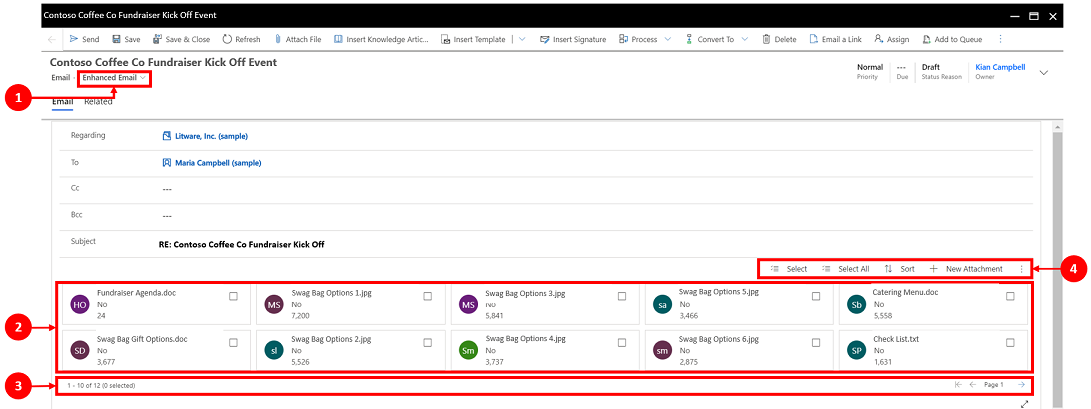 Contoso Coffee Co Fundraiser Kick Off Event
Send Save Save & Close Refresh Attach File Insert Knowledge Artic... Insert Template Insert Signature Process Convert To Delete Email a Link Assign Add to Queue
Contoso Coffee Co Fundraiser Kick Off Event
Email · Enhanced Email
Normal
Priority
---
Due
Draft
Status Reason
Kian Campbell
Owner
1
Email Related
Regarding Litware, Inc. (sample)
To Maria Campbell (sample)
Cc ---
Bcc ---
Subject RE: Contoso Coffee Co Fundraiser Kick Off
Select Select All Sort New Attachment
4
HO
Fundraiser Agenda.doc
No
24
MS
Swag Bag Options 1.jpg
No
7,200
MS
Swag Bag Options 3.jpg
No
5,841
sa
Swag Bag Options 5.jpg
No
3,466
Sb
Catering Menu.doc
No
5,558
2
SD
Swag Bag Gift Options.doc
No
3,677
sl
Swag Bag Options 2.jpg
No
5,526
Sm
Swag Bag Options 4.jpg
No
3,737
sm
Swag Bag Options 6.jpg
No
2,875
SP
Check List.txt
No
1,631
3
1 - 10 of 12 (0 selected)
Page 1